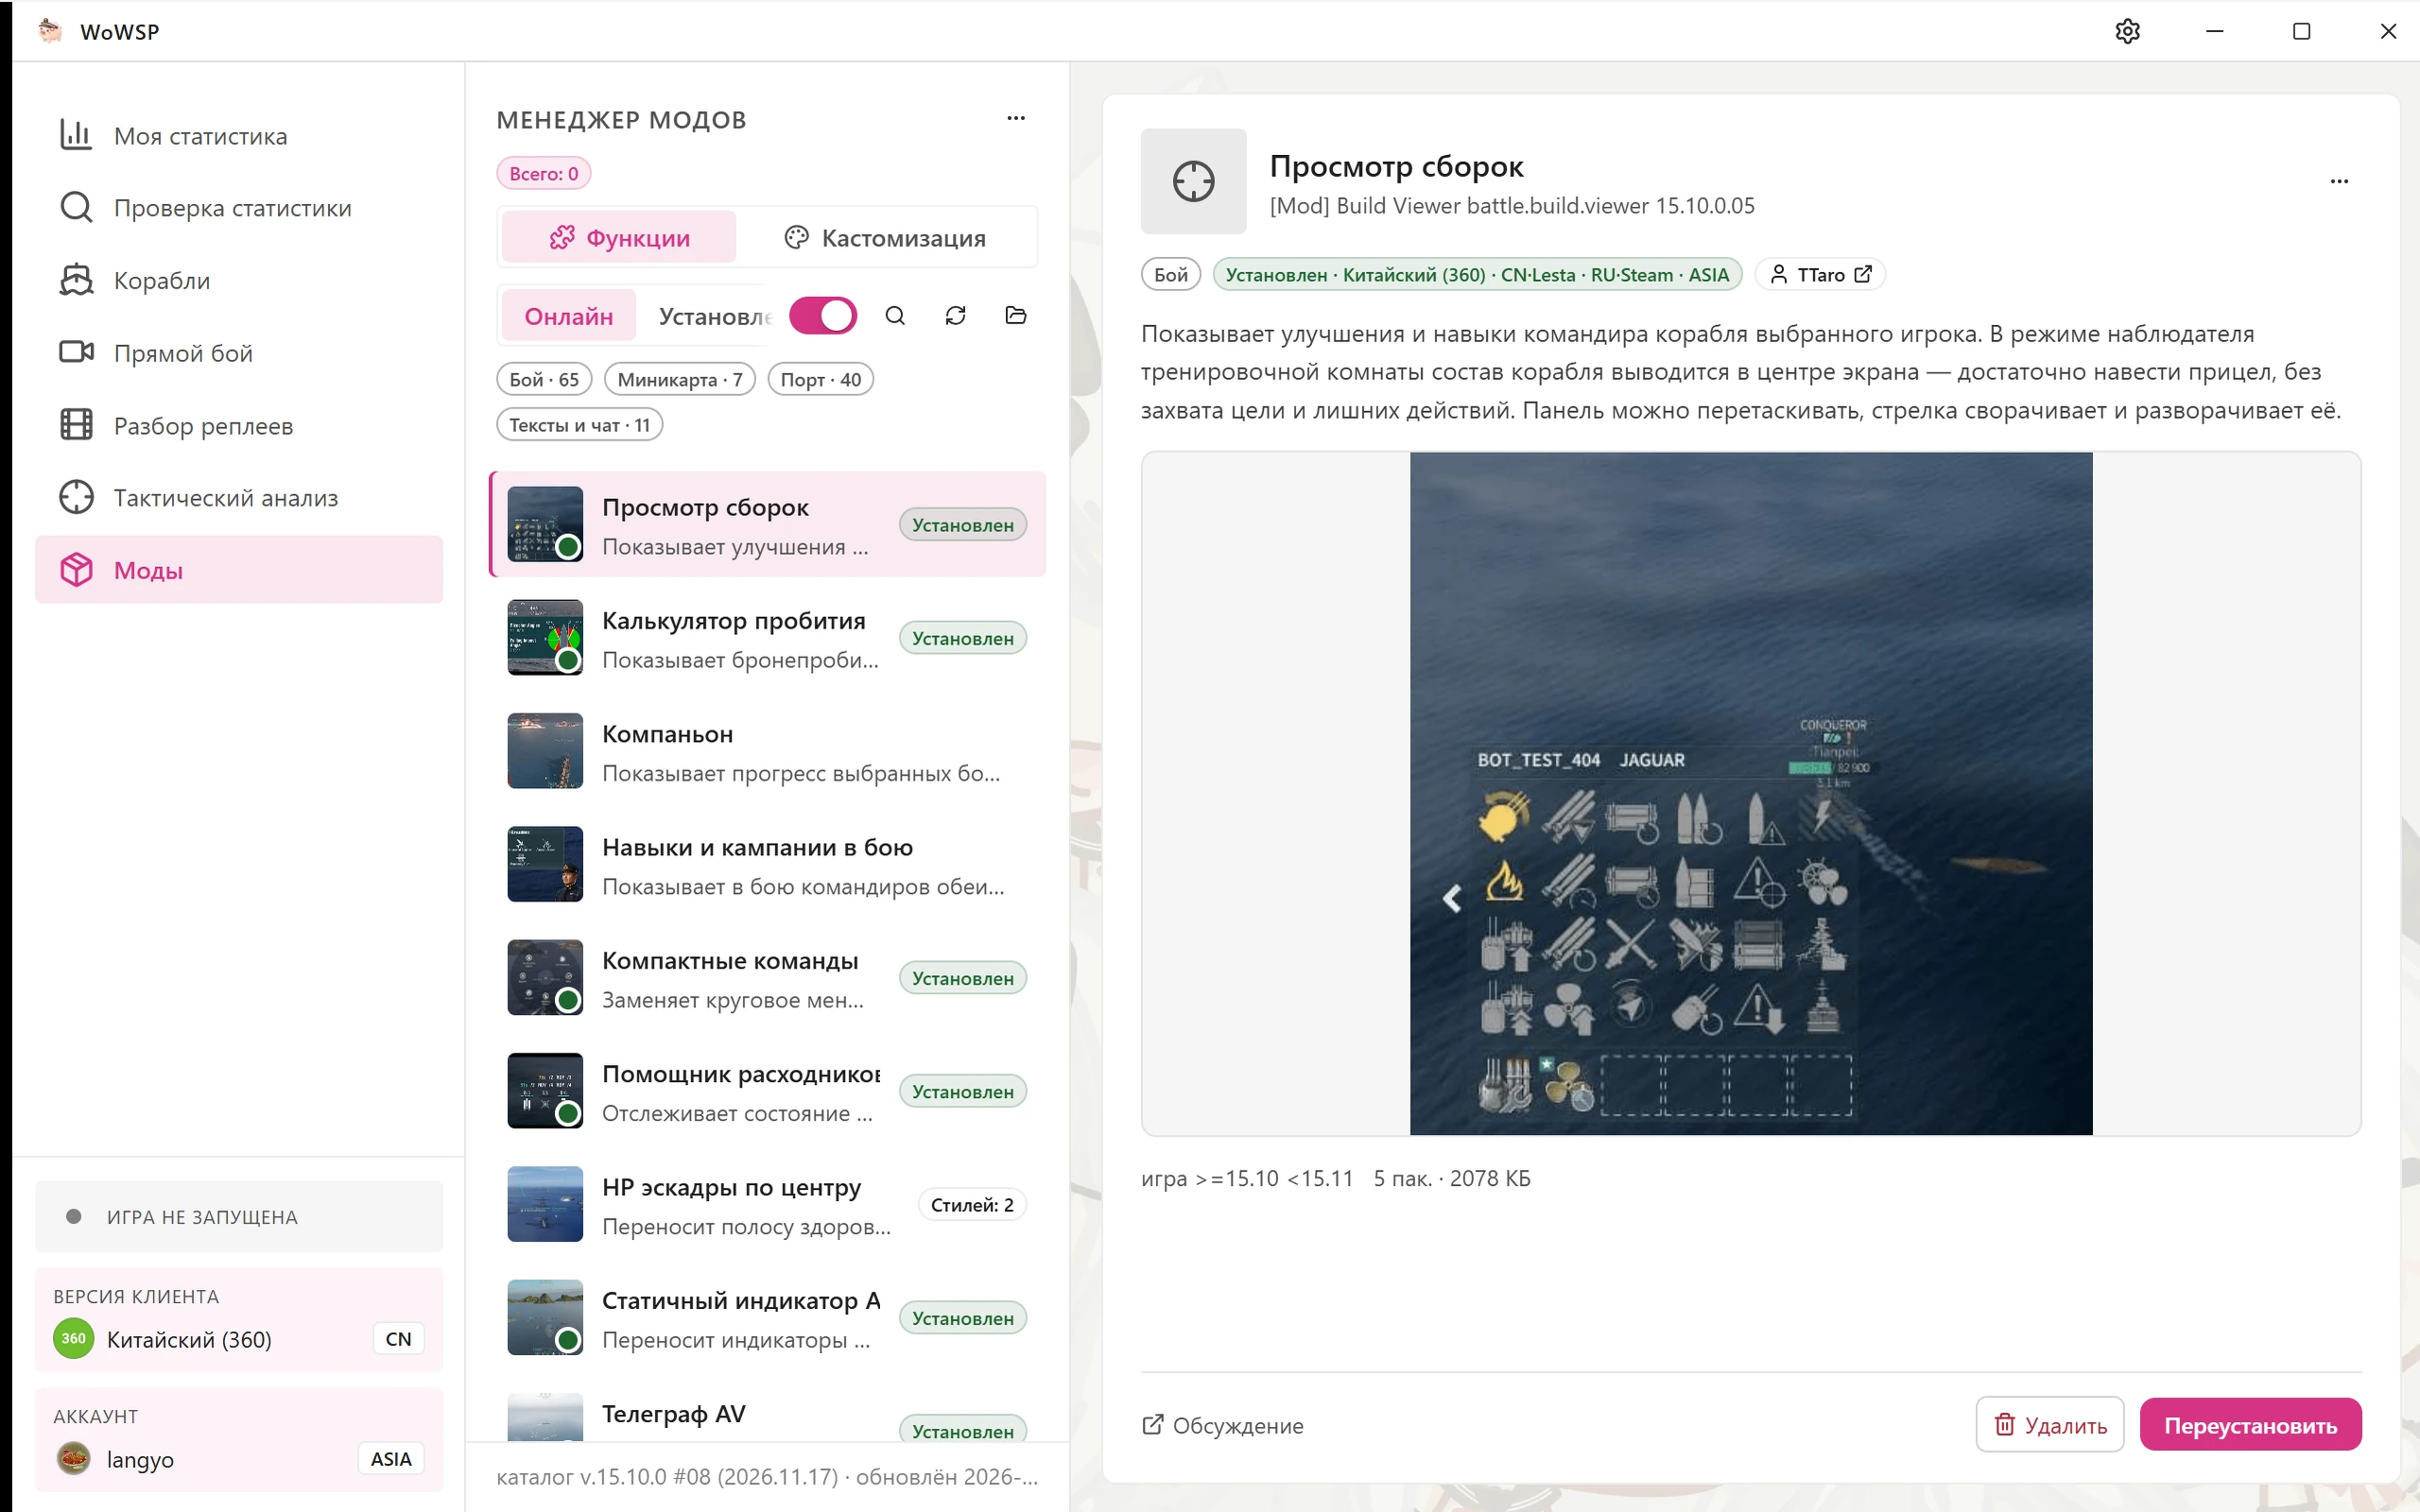 WoWSP
Моя статистика
Проверка статистики
Корабли
Прямой бой
Разбор реплеев
Тактический анализ
Моды
ИГРА НЕ ЗАПУЩЕНА
ВЕРСИЯ КЛИЕНТА
360 Китайский (360) CN
АККАУНТ
langyo ASIA
МЕНЕДЖЕР МОДОВ
Всего: 0
Функции Кастомизация
Онлайн Установле
Бой · 65 Миникарта · 7 Порт · 40
Тексты и чат · 11
Просмотр сборок
Показывает улучшения ...
Установлен
Калькулятор пробития
Показывает бронепроби...
Установлен
Компаньон
Показывает прогресс выбранных бо...
Навыки и кампании в бою
Показывает в бою командиров обеи...
Компактные команды
Заменяет круговое мен...
Установлен
Помощник расходников
Отслеживает состояние ...
Установлен
HP эскадры по центру
Переносит полосу здоров...
Стилей: 2
Статичный индикатор A
Переносит индикаторы ...
Установлен
Телеграф AV
Установлен
каталог v.15.10.0 #08 (2026.11.17) · обновлён 2026-...
Просмотр сборок
[Mod] Build Viewer battle.build.viewer 15.10.0.05
Бой Установлен · Китайский (360) · CN·Lesta · RU·Steam · ASIA TTaro
Показывает улучшения и навыки командира корабля выбранного игрока. В режиме наблюдателя
тренировочной комнаты состав корабля выводится в центре экрана — достаточно навести прицел, без
захвата цели и лишних действий. Панель можно перетаскивать, стрелка сворачивает и разворачивает её.
CONQUEROR
Tianpei
82 900
5.1 km
BOT_TEST_404 JAGUAR
игра >=15.10 <15.11 5 пак. · 2078 КБ
Обсуждение
Удалить
Переустановить